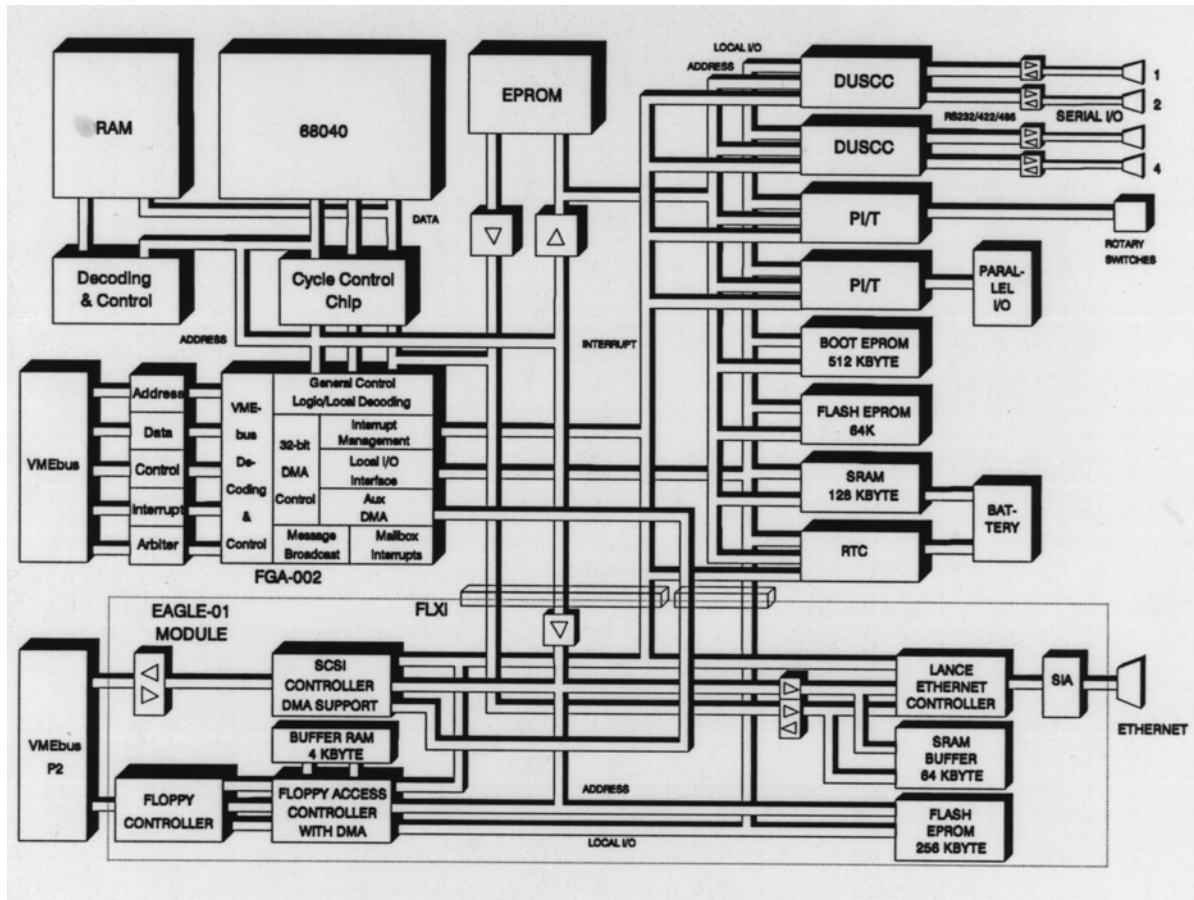 RAM
68040
EPROM
LOCAL I/O
ADDRESS
DUSCC
1
2
RS232/422/485
SERIAL I/O
DUSCC
4
DATA
PI/T
ROTARY
SWITCHES
Decoding
& Control
Cycle Control
Chip
PI/T
PARAL-
LEL
I/O
ADDRESS
INTERRUPT
BOOT EPROM
512 KBYTE
VMEbus
Address
Data
Control
Interrupt
Arbiter
VME-
bus
De-
Coding
&
Control
General Control
Logio/Local Decoding
32-bit
DMA
Control
Interrupt
Management
Local I/O
Interface
Aux
DMA
Message
Broadcast
Mailbox
Interrupts
FGA-002
FLASH EPROM
64K
SRAM
128 KBYTE
BAT-
TERY
RTC
FLXI
EAGLE-01
MODULE
VMEbus
P2
SCSI
CONTROLLER
DMA SUPPORT
BUFFER RAM
4 KBYTE
FLOPPY
CONTROLLER
FLOPPY ACCESS
CONTROLLER
WITH DMA
LANCE
ETHERNET
CONTROLLER
SIA
ETHERNET
SRAM
BUFFER
64 KBYTE
ADDRESS
FLASH
EPROM
256 KBYTE
LOCAL I/O